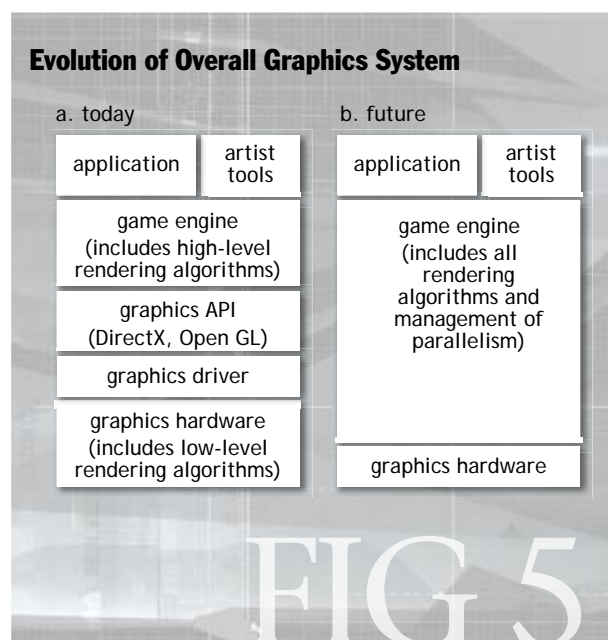 Evolution of Overall Graphics System
a. today
application
artist
tools
game engine
(includes high-level
rendering algorithms)
graphics API
(DirectX, Open GL)
graphics driver
graphics hardware
(includes low-level
rendering algorithms)
b. future
application
artist
tools
game engine
(includes all
rendering
algorithms and
management of
parallelism)
graphics hardware
FIG 5